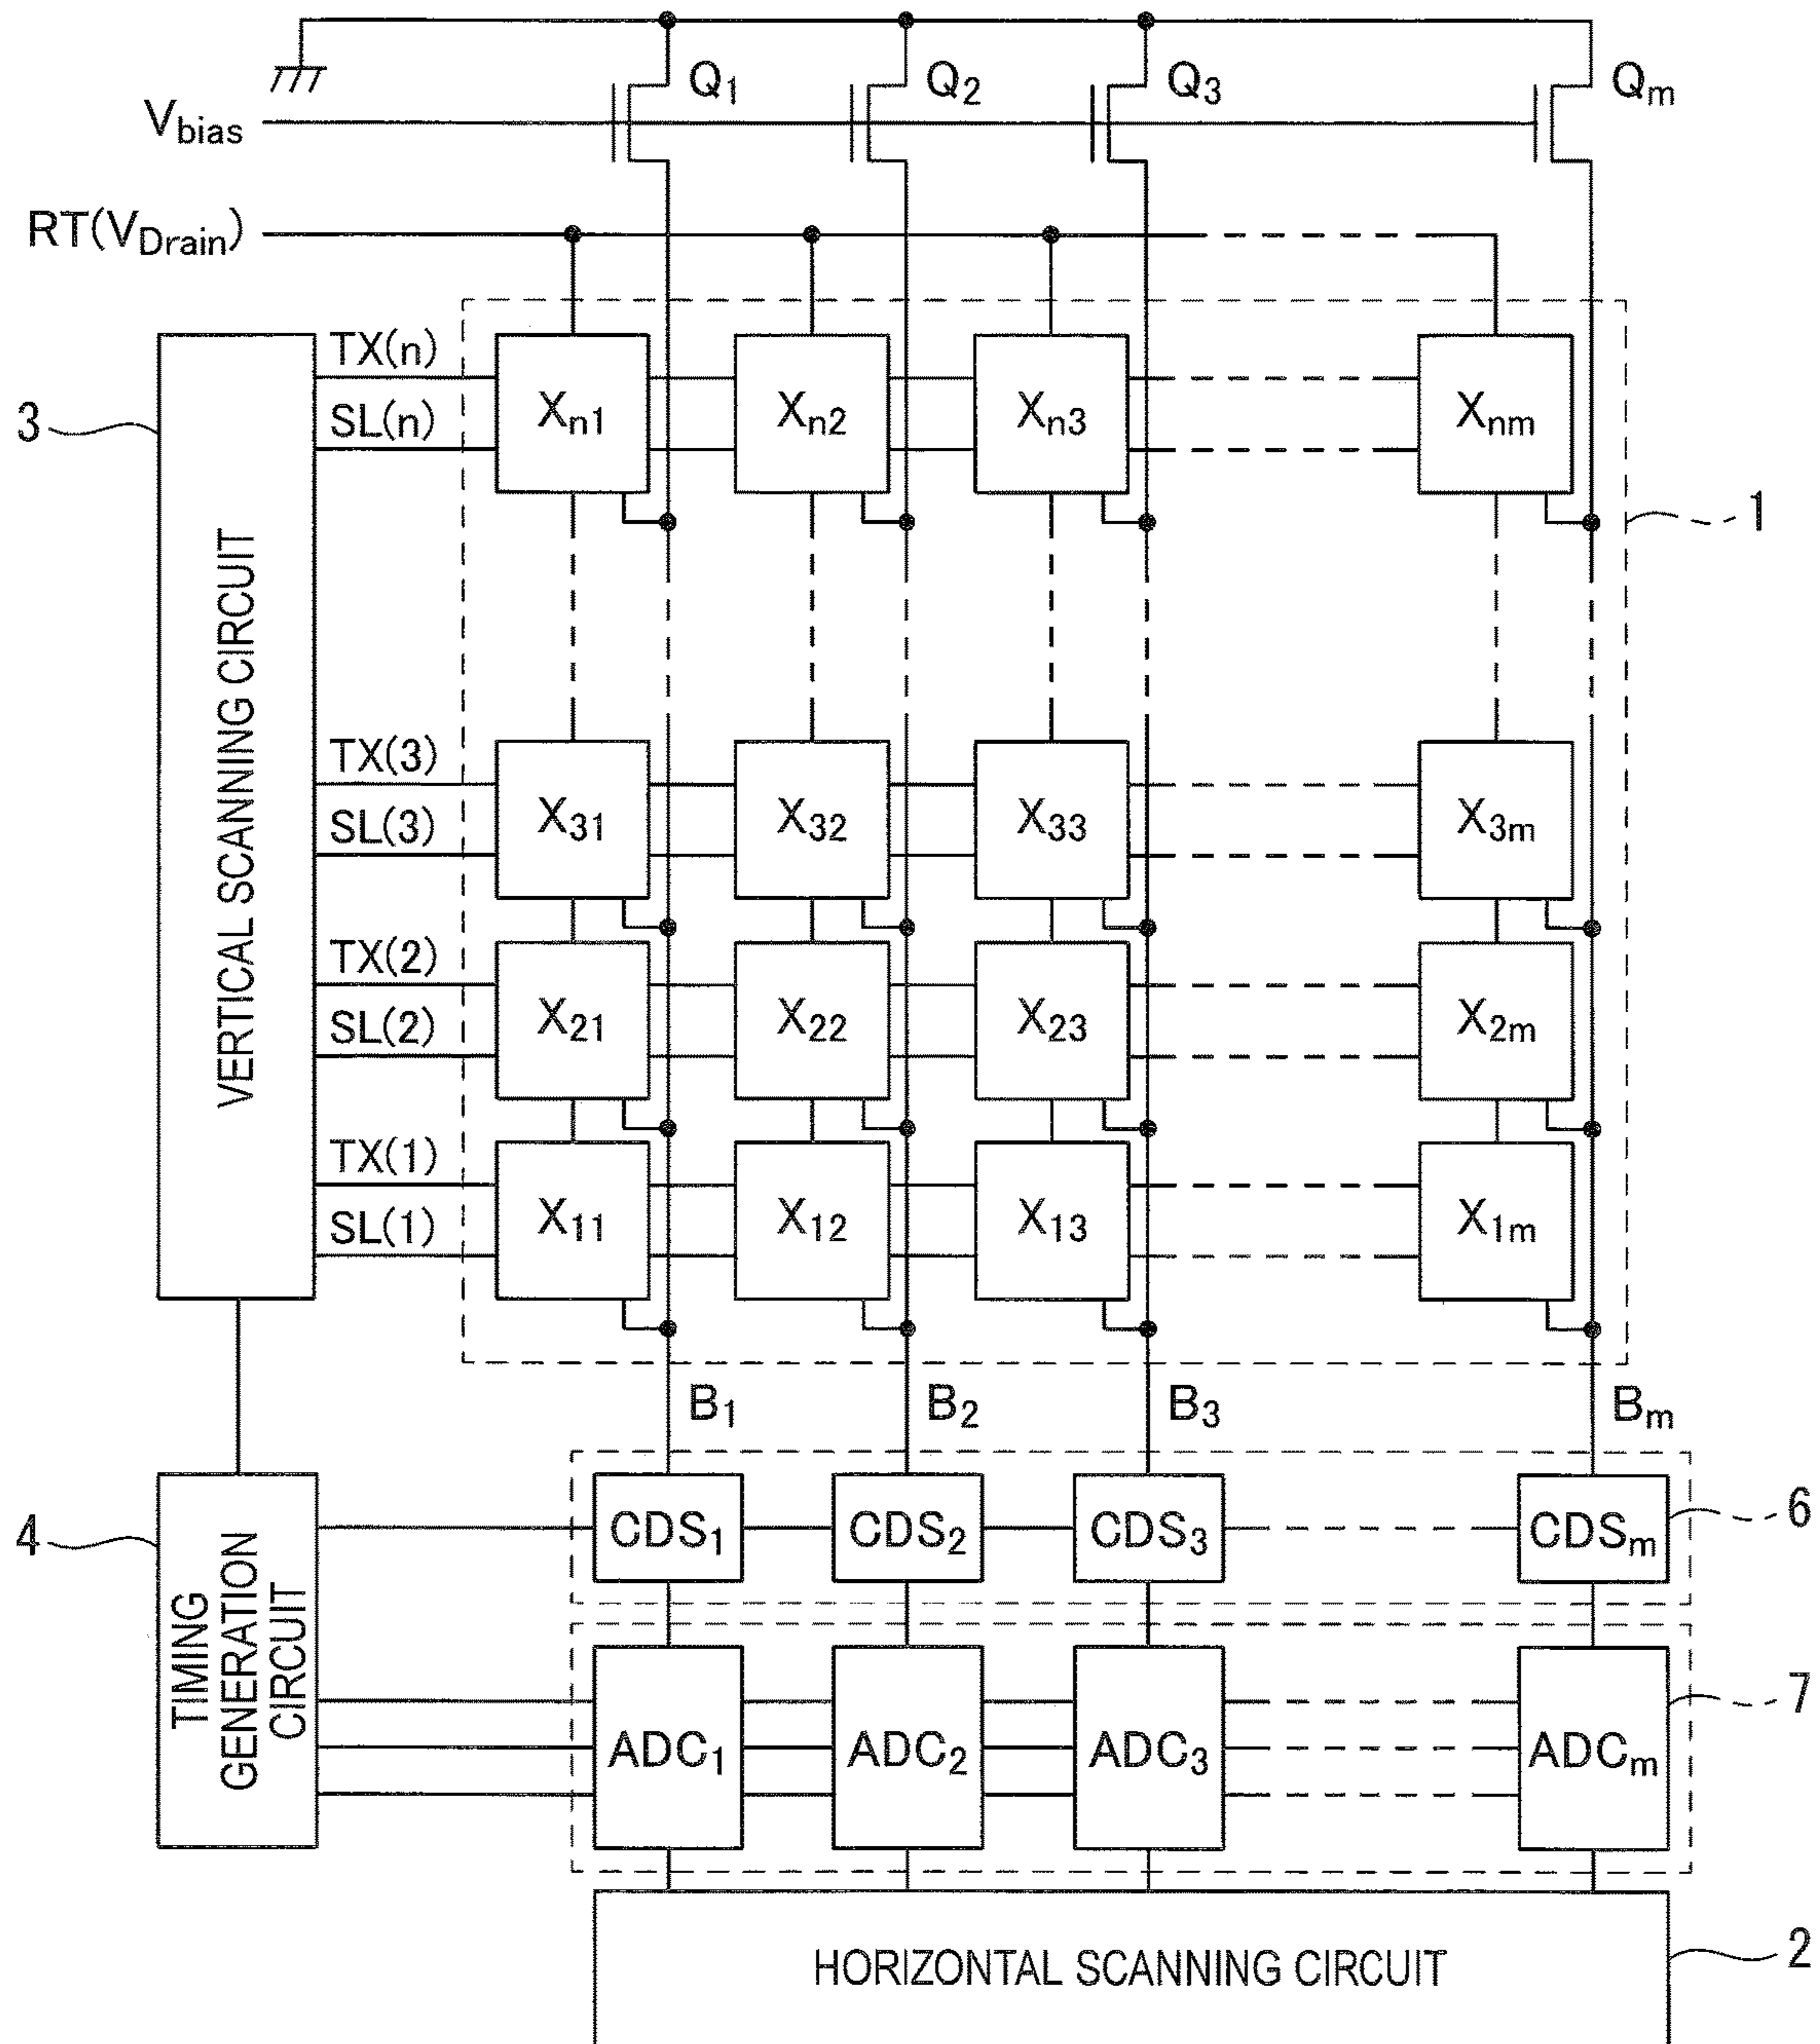 Q1 Q2 Q3 Qm
Vbias
RT(VDrain)
TX(n)
SL(n)
Xn1 Xn2 Xn3 Xnm
3
1
VERTICAL SCANNING CIRCUIT
TX(3)
SL(3)
X31 X32 X33 X3m
TX(2)
SL(2)
X21 X22 X23 X2m
TX(1)
SL(1)
X11 X12 X13 X1m
B1 B2 B3 Bm
4
TIMING
GENERATION
CIRCUIT
CDS1 CDS2 CDS3 CDSm
6
ADC1 ADC2 ADC3 ADCm
7
HORIZONTAL SCANNING CIRCUIT
2